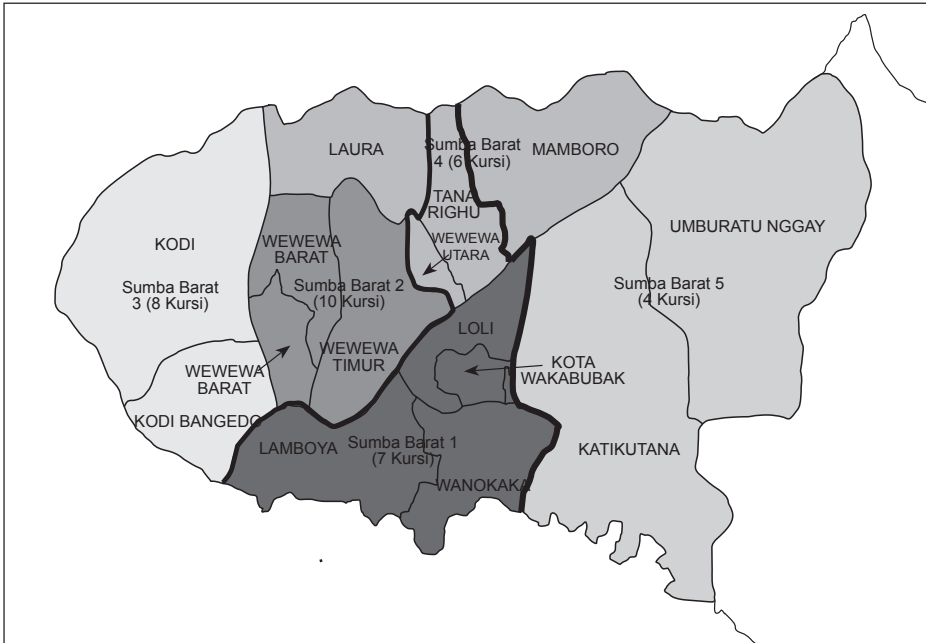 LAURA
Sumba Barat
4 (6 Kursi)
MAMBORO
TANA
RIGHU
WEWEWA
UTARA
KODI
Sumba Barat
3 (8 Kursi)
WEWEWA
BARAT
Sumba Barat 2
(10 Kursi)
UMBURATU NGGAY
Sumba Barat 5
(4 Kursi)
LOLI
WEWEWA
TIMUR
WEWEWA
BARAT
KOTA
WAKABUBAK
KODI BANGEDO
LAMBOYA
Sumba Barat 1
(7 Kursi)
KATIKUTANA
WANOKAKA